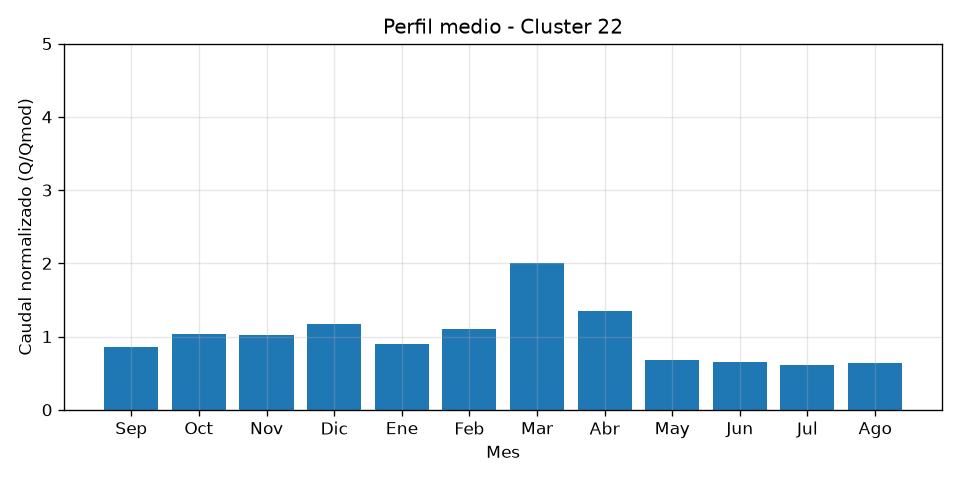 Perfil medio - Cluster 22
Caudal normalizado (Q/Qmod)
5
4
3
2
1
0
Sep Oct Nov Dic Ene Feb Mar Abr May Jun Jul Ago
Mes